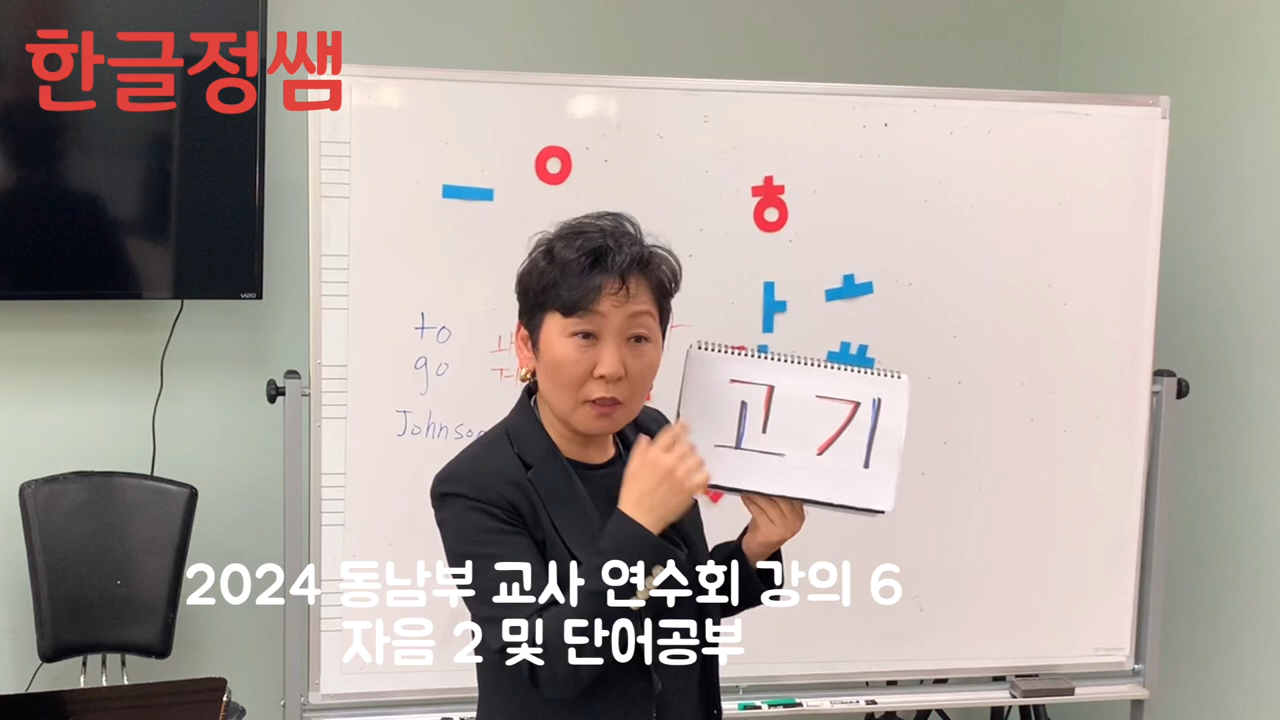 한글정쌤
VIZIO
ㅡ ㅇ
ㅎ
ㅏ ㅗ
to
go
Johnson
고기
2024 동남부 교사 연수회 강의 6
자음 2 및 단어공부